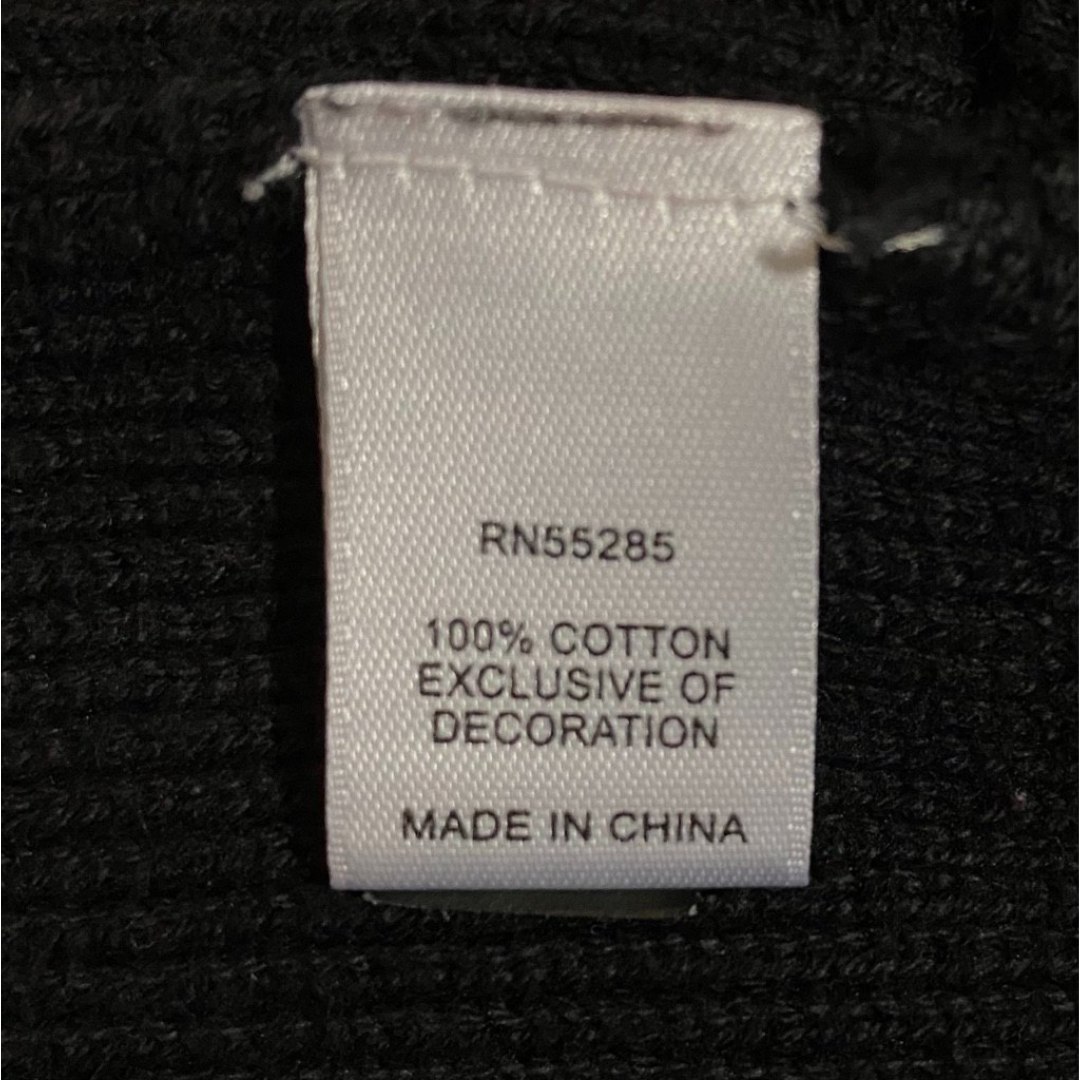 RN55285
100% COTTON
EXCLUSIVE OF
DECORATION
MADE IN CHINA